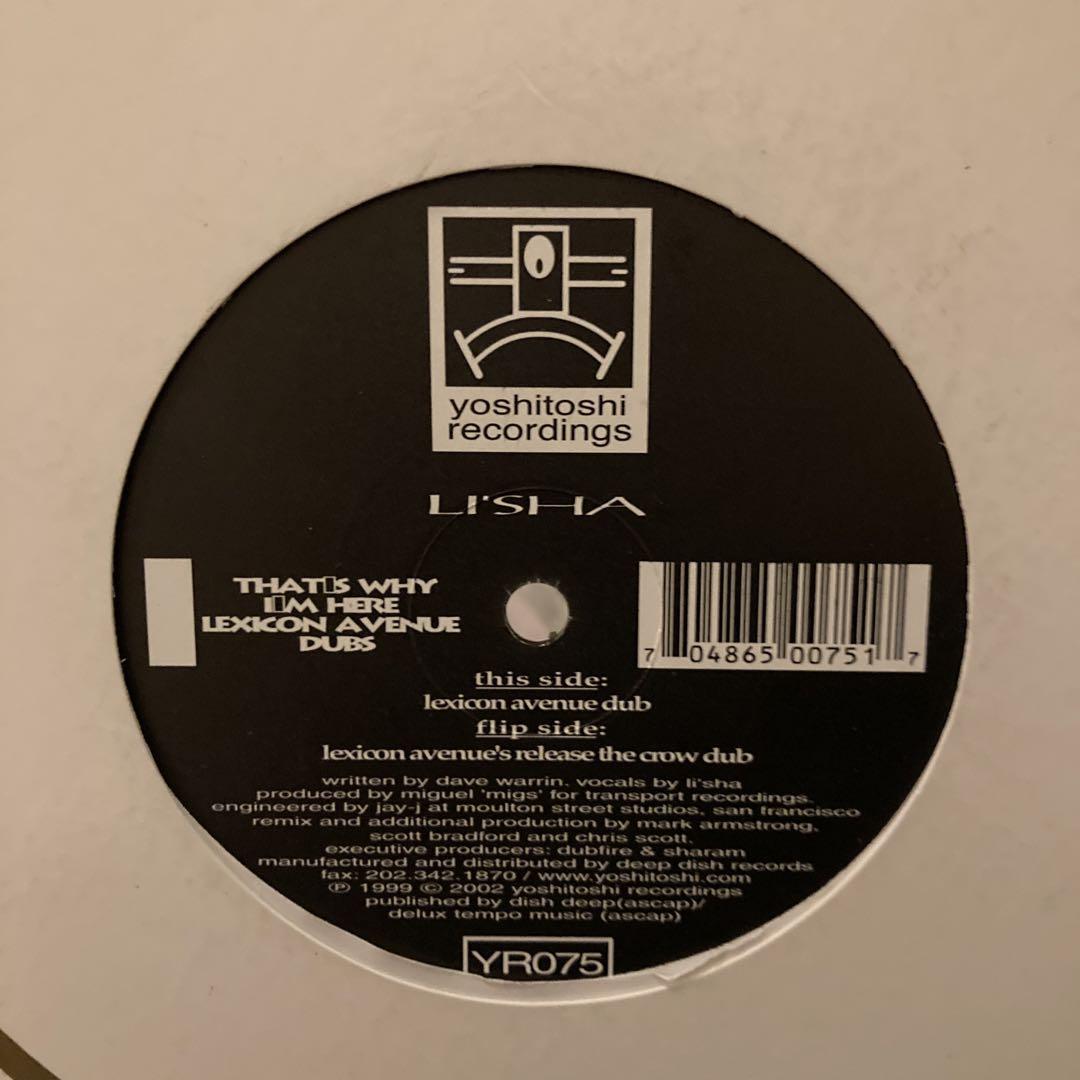 yoshitoshi
recordings
LI'SHA
THAT▯S WHY
I▯M HERE
LEXICON AVENUE
DUBS
7 04865 00751 7
this side:
lexicon avenue dub
flip side:
lexicon avenue's release the crow dub
written by dave warrin. vocals by li'sha
produced by miguel 'migs' for transport recordings.
engineered by jay-j at moulton street studios, san francisco
remix and additional production by mark armstrong,
scott bradford and chris scott.
executive producers: dubfire & sharam
manufactured and distributed by deep dish records
fax: 202.342.1870 / www.yoshitoshi.com
℗ 1999 © 2002 yoshitoshi recordings
published by dish deep(ascap)/
delux tempo music (ascap)
YR075